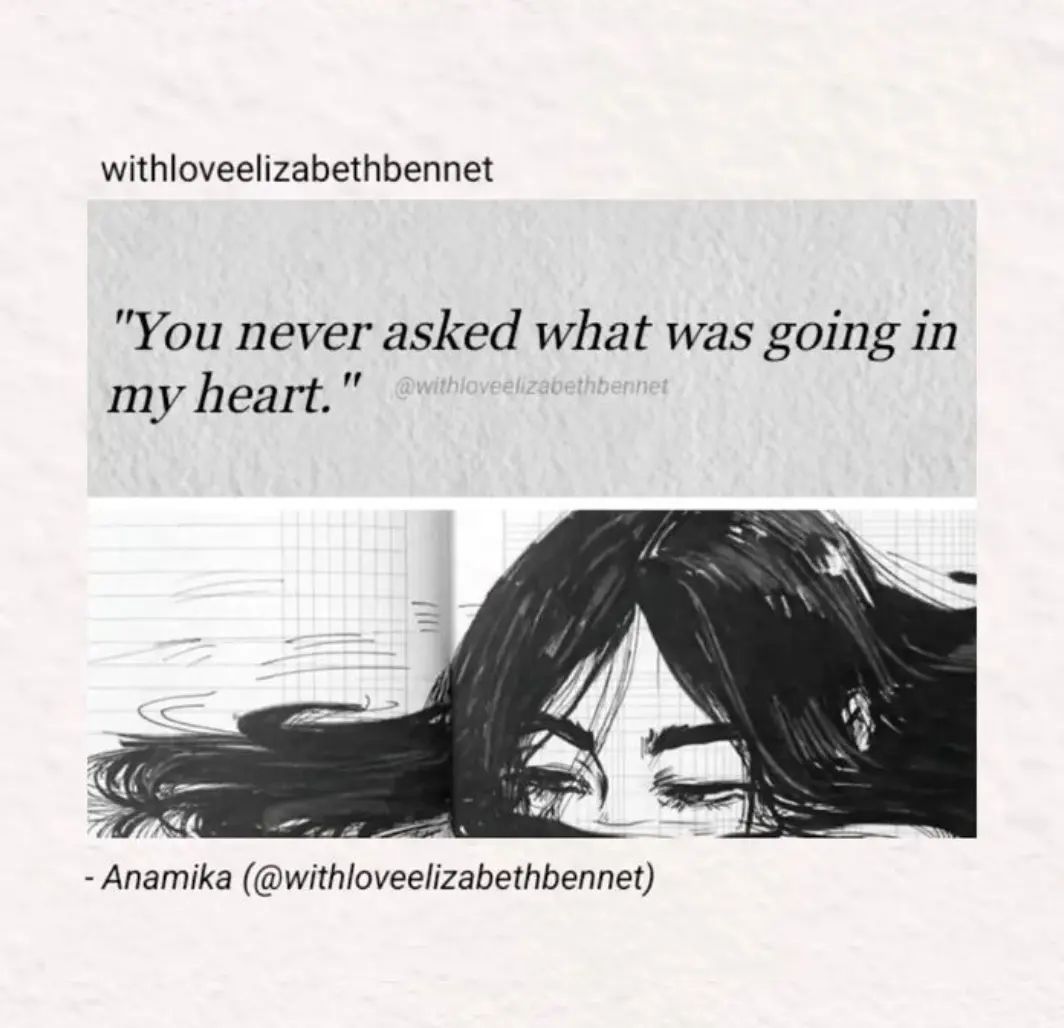 withloveelizabethbennet
"You never asked what was going in
my heart."
@withloveelizabethbennet
- Anamika (@withloveelizabethbennet)